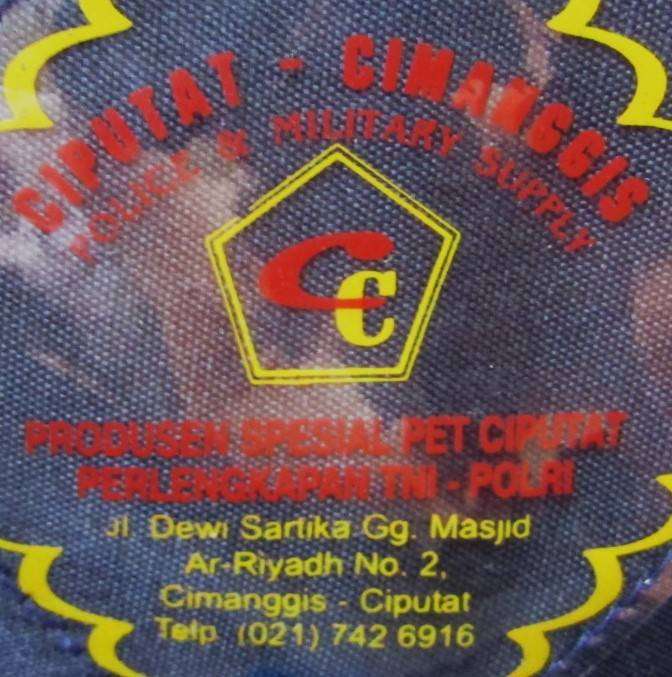 CIPUTAT - CIMANGGIS
POLICE & MILITARY SUPPLY
CC
PRODUSEN SPESIAL PET CIPUTAT
PERLENGKAPAN TNI - POLRI
Jl. Dewi Sartika Gg. Masjid
Ar-Riyadh No. 2,
Cimanggis - Ciputat
Telp. (021) 742 6916